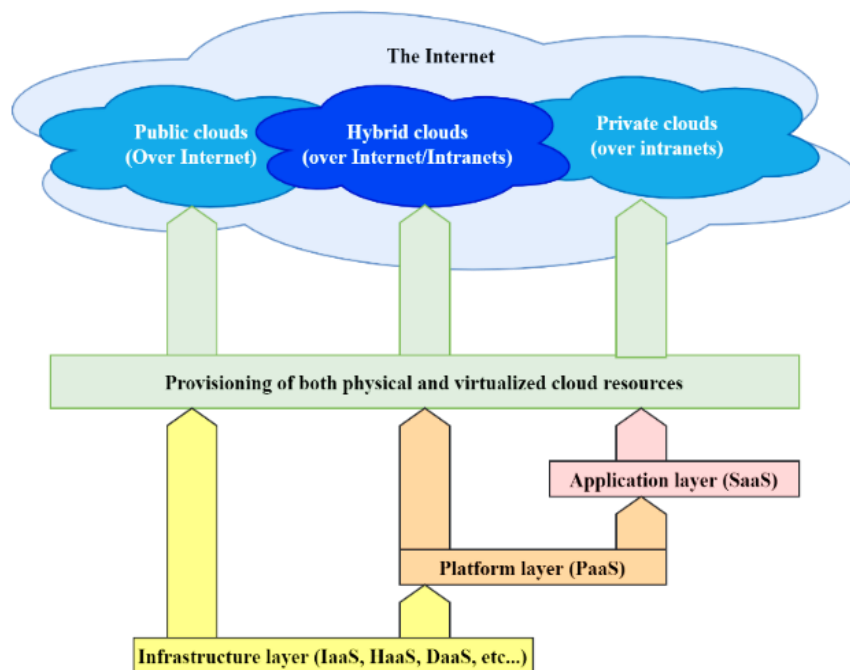 The Internet
Public clouds
(Over Internet)
Hybrid clouds
(over Internet/Intranets)
Private clouds
(over intranets)
Provisioning of both physical and virtualized cloud resources
Application layer (SaaS)
Platform layer (PaaS)
Infrastructure layer (IaaS, HaaS, DaaS, etc...)